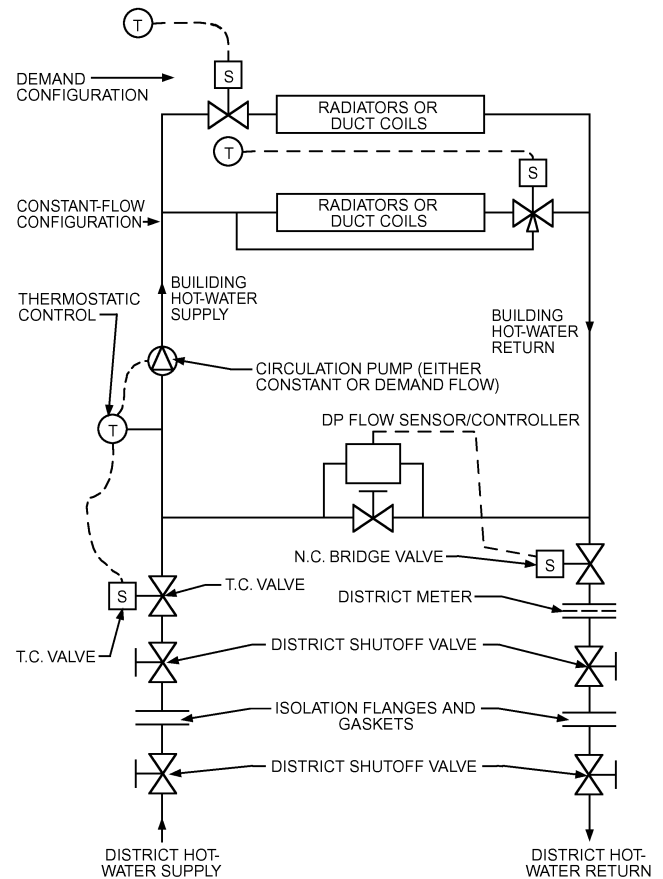 T
S
DEMAND
CONFIGURATION
RADIATORS OR
DUCT COILS
T
S
CONSTANT-FLOW
CONFIGURATION
RADIATORS OR
DUCT COILS
BUILIDING
HOT-WATER
SUPPLY
THERMOSTATIC
CONTROL
BUILDING
HOT-WATER
RETURN
CIRCULATION PUMP (EITHER
CONSTANT OR DEMAND FLOW)
DP FLOW SENSOR/CONTROLLER
T
N.C. BRIDGE VALVE
S
T.C. VALVE
S
DISTRICT METER
T.C. VALVE
DISTRICT SHUTOFF VALVE
ISOLATION FLANGES AND
GASKETS
DISTRICT SHUTOFF VALVE
DISTRICT HOT-
WATER SUPPLY
DISTRICT HOT-
WATER RETURN